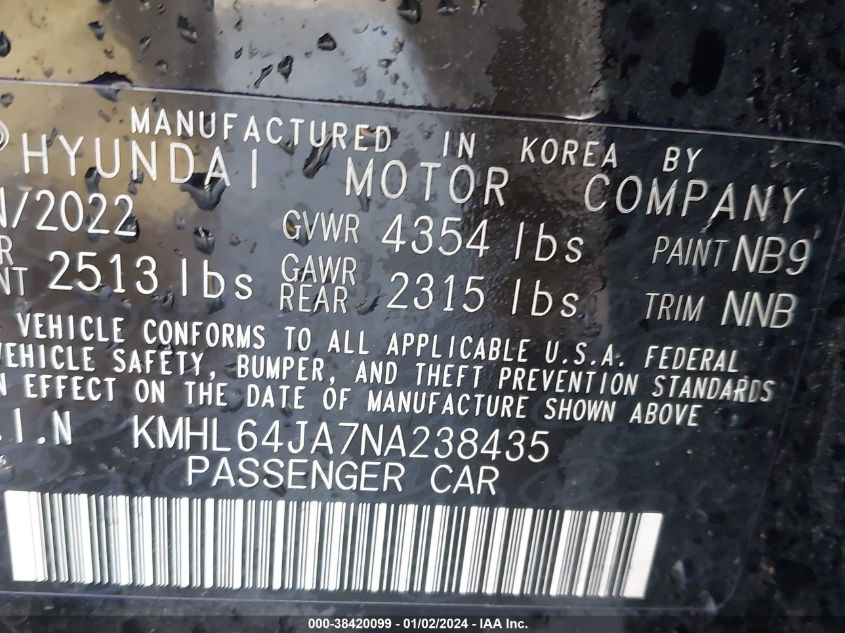 MANUFACTURED IN KOREA BY
HYUNDAI MOTOR COMPANY
/2022 GVWR 4354 lbs PAINT NB9
2513 lbs GAWR REAR 2315 lbs TRIM NNB
VEHICLE CONFORMS TO ALL APPLICABLE U.S.A. FEDERAL
VEHICLE SAFETY, BUMPER, AND THEFT PREVENTION STANDARDS
EFFECT ON THE DATE OF MANUFACTURE SHOWN ABOVE
.I.N KMHL64JA7NA238435
PASSENGER CAR
000-38420099 - 01/02/2024 - IAA Inc.